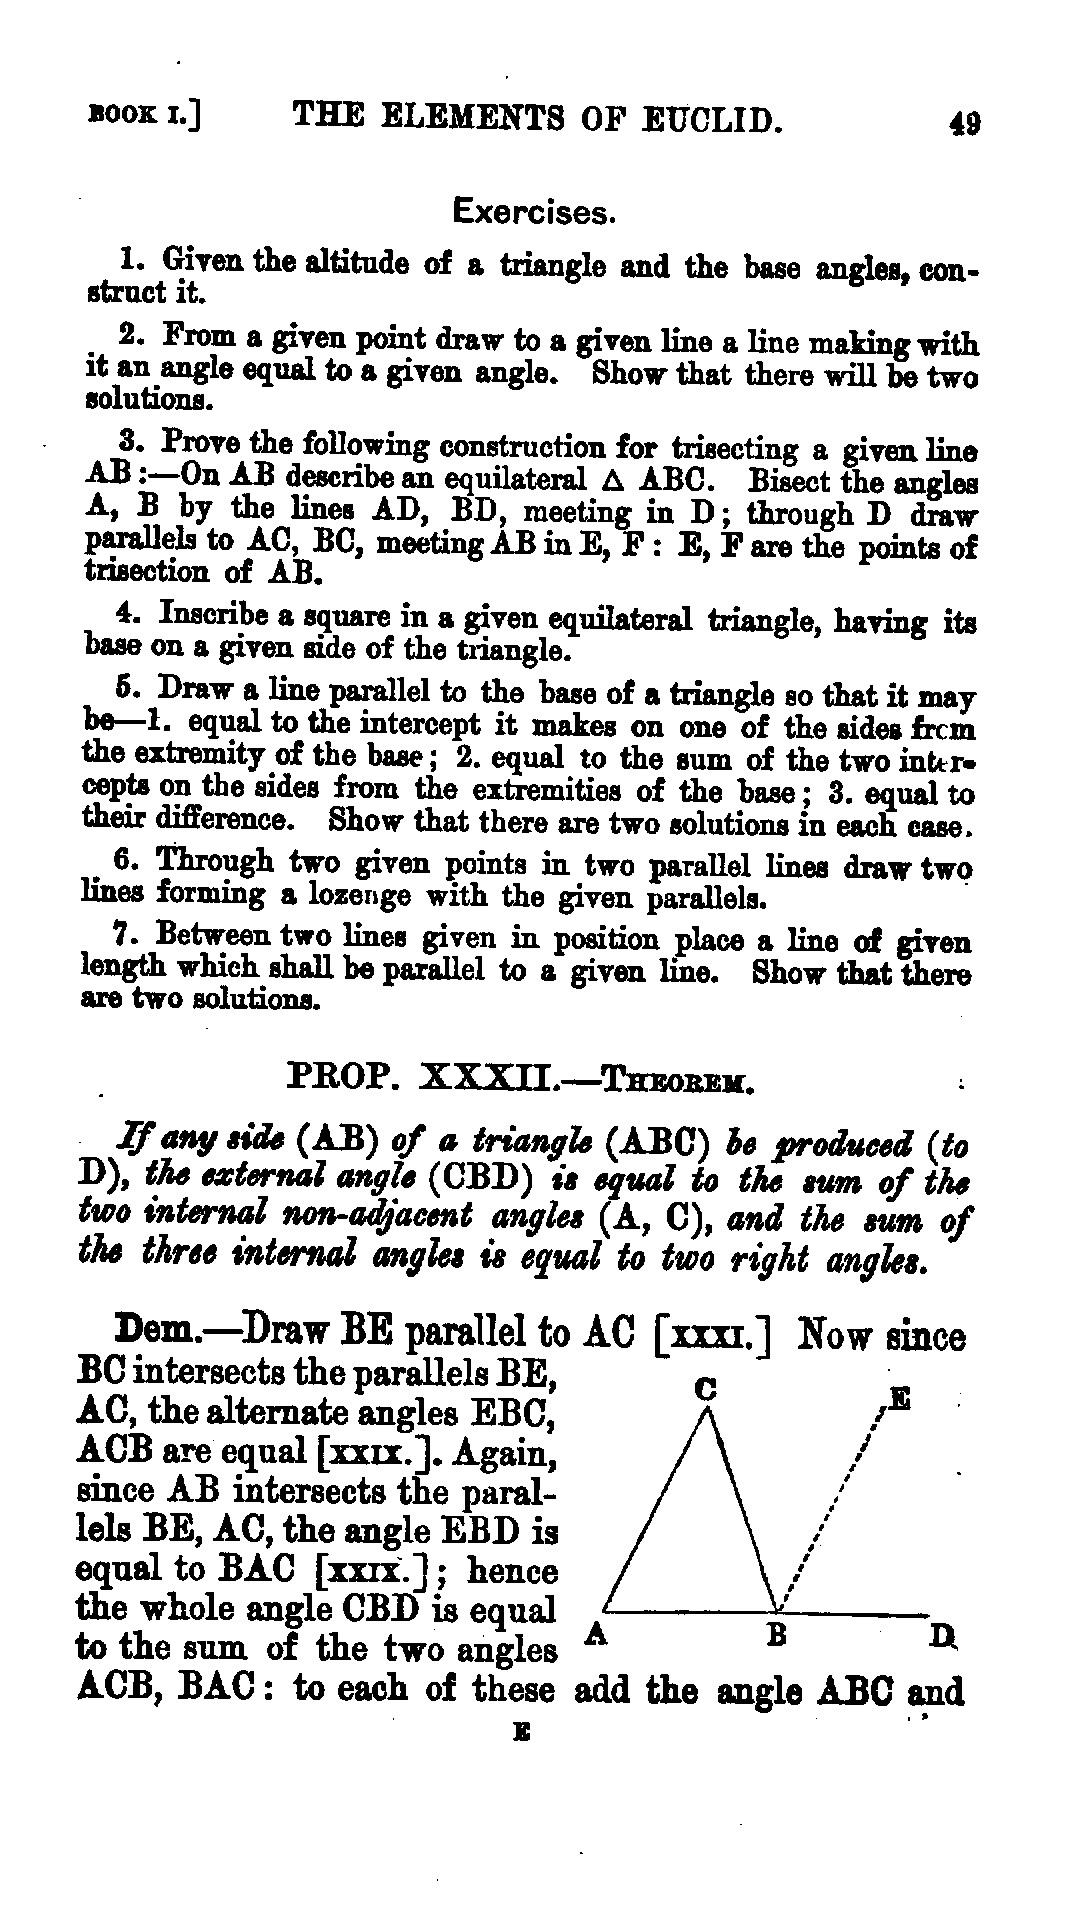 BOOK I.] THE ELEMENTS OF EUCLID. 49
Exercises.
1. Given the altitude of a triangle and the base angles, con-
struct it.
2. From a given point draw to a given line a line making with
it an angle equal to a given angle. Show that there will be two
solutions.
3. Prove the following construction for trisecting a given line
AB :—On AB describe an equilateral △ ABC. Bisect the angles
A, B by the lines AD, BD, meeting in D; through D draw
parallels to AC, BC, meeting AB in E, F : E, F are the points of
trisection of AB.
4. Inscribe a square in a given equilateral triangle, having its
base on a given side of the triangle.
5. Draw a line parallel to the base of a triangle so that it may
be—1. equal to the intercept it makes on one of the sides from
the extremity of the base; 2. equal to the sum of the two inter-
cepts on the sides from the extremities of the base; 3. equal to
their difference. Show that there are two solutions in each case.
6. Through two given points in two parallel lines draw two
lines forming a lozenge with the given parallels.
7. Between two lines given in position place a line of given
length which shall be parallel to a given line. Show that there
are two solutions.
PROP. XXXII.—THEOREM.
If any side (AB) of a triangle (ABC) be produced (to
D), the external angle (CBD) is equal to the sum of the
two internal non-adjacent angles (A, C), and the sum of
the three internal angles is equal to two right angles.
Dem.—Draw BE parallel to AC [XXXI.] Now since
BC intersects the parallels BE,
AC, the alternate angles EBC,
ACB are equal [XXIX.]. Again,
since AB intersects the paral-
lels BE, AC, the angle EBD is
equal to BAC [XXIX.]; hence
the whole angle CBD is equal
to the sum of the two angles
ACB, BAC: to each of these add the angle ABC and
C
E
A
B
D
E